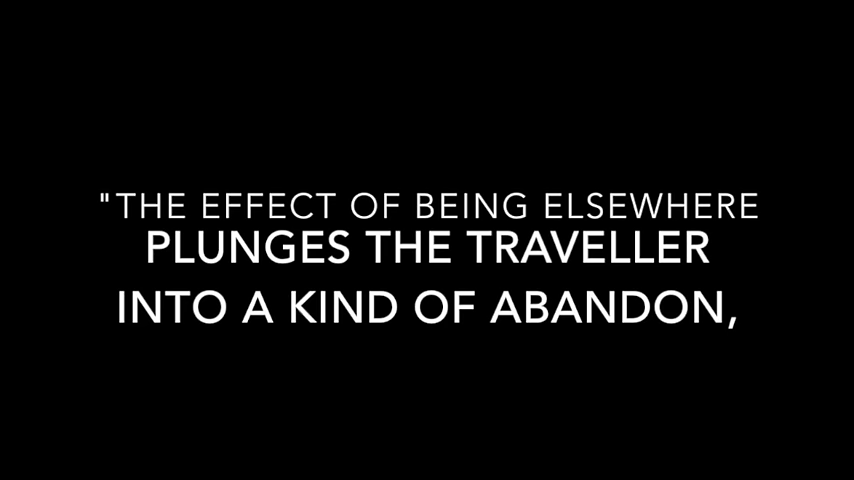 "THE EFFECT OF BEING ELSEWHERE
PLUNGES THE TRAVELLER
INTO A KIND OF ABANDON,